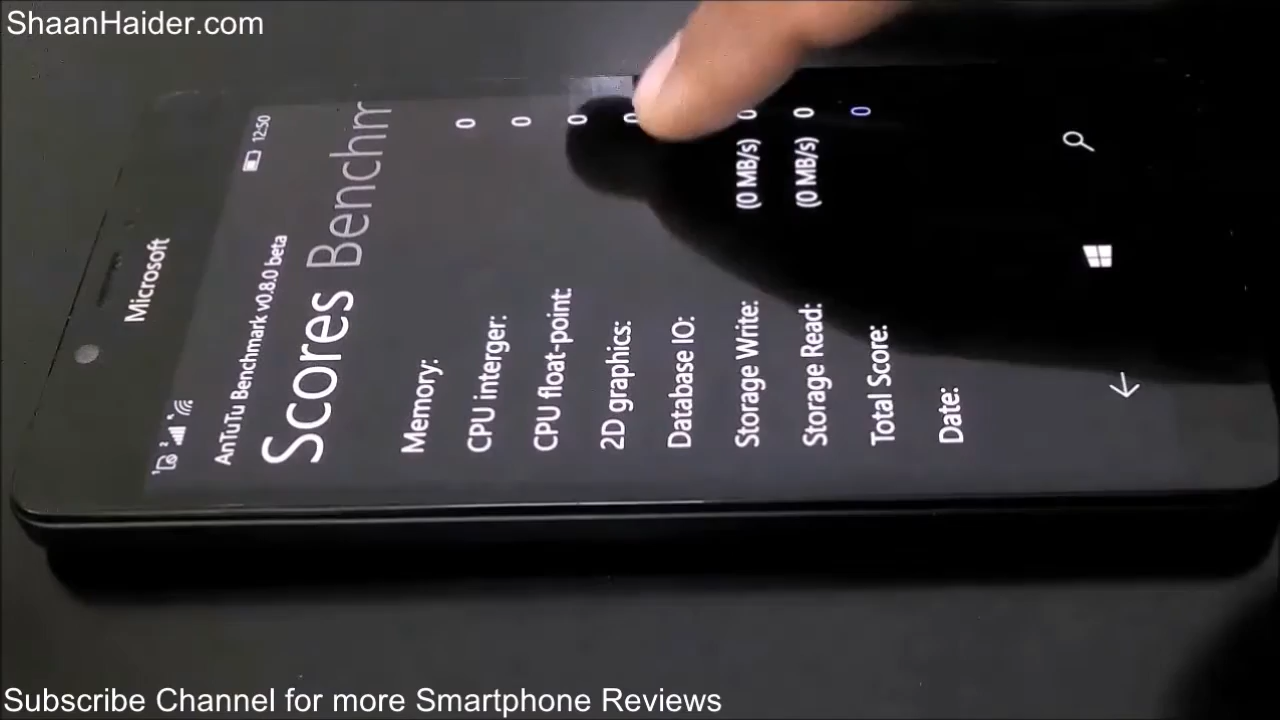 ShaanHaider.com
Microsoft
12:50
AnTuTu Benchmark v0.8.0 beta
Scores Benchm
Memory: 0
CPU interger: 0
CPU float-point: 0
2D graphics: 0
Database IO:
Storage Write: (0 MB/s) 0
Storage Read: (0 MB/s) 0
Total Score: 0
Date:
Subscribe Channel for more Smartphone Reviews